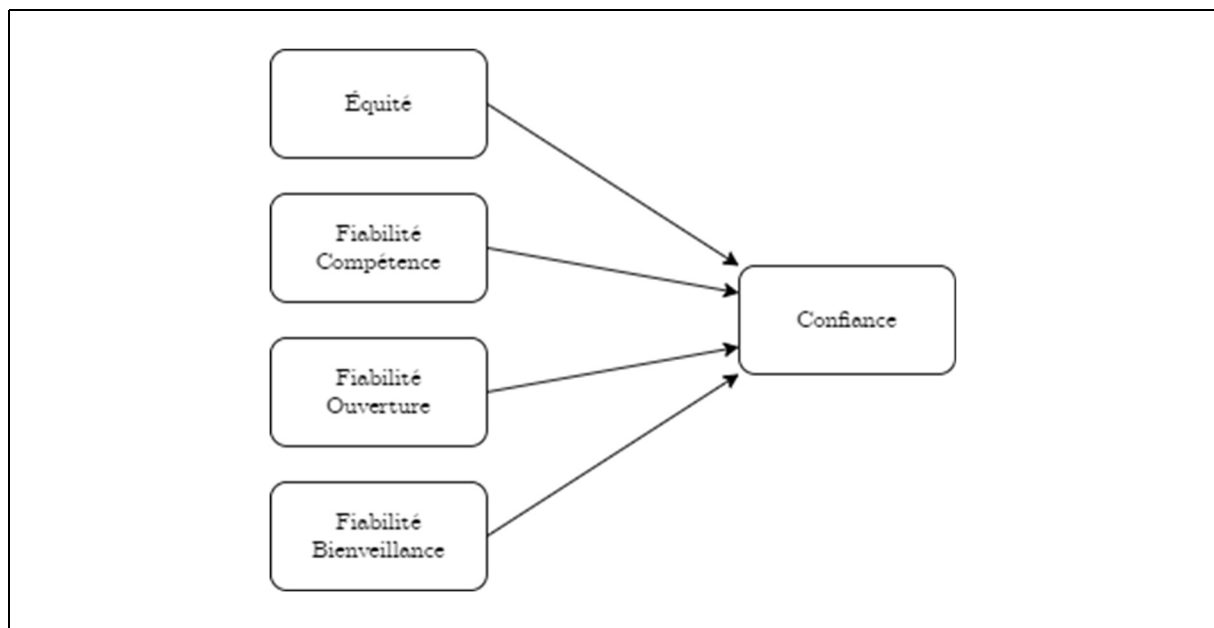 Équité
Fiabilité
Compétence
Fiabilité
Ouverture
Fiabilité
Bienveillance
Confiance